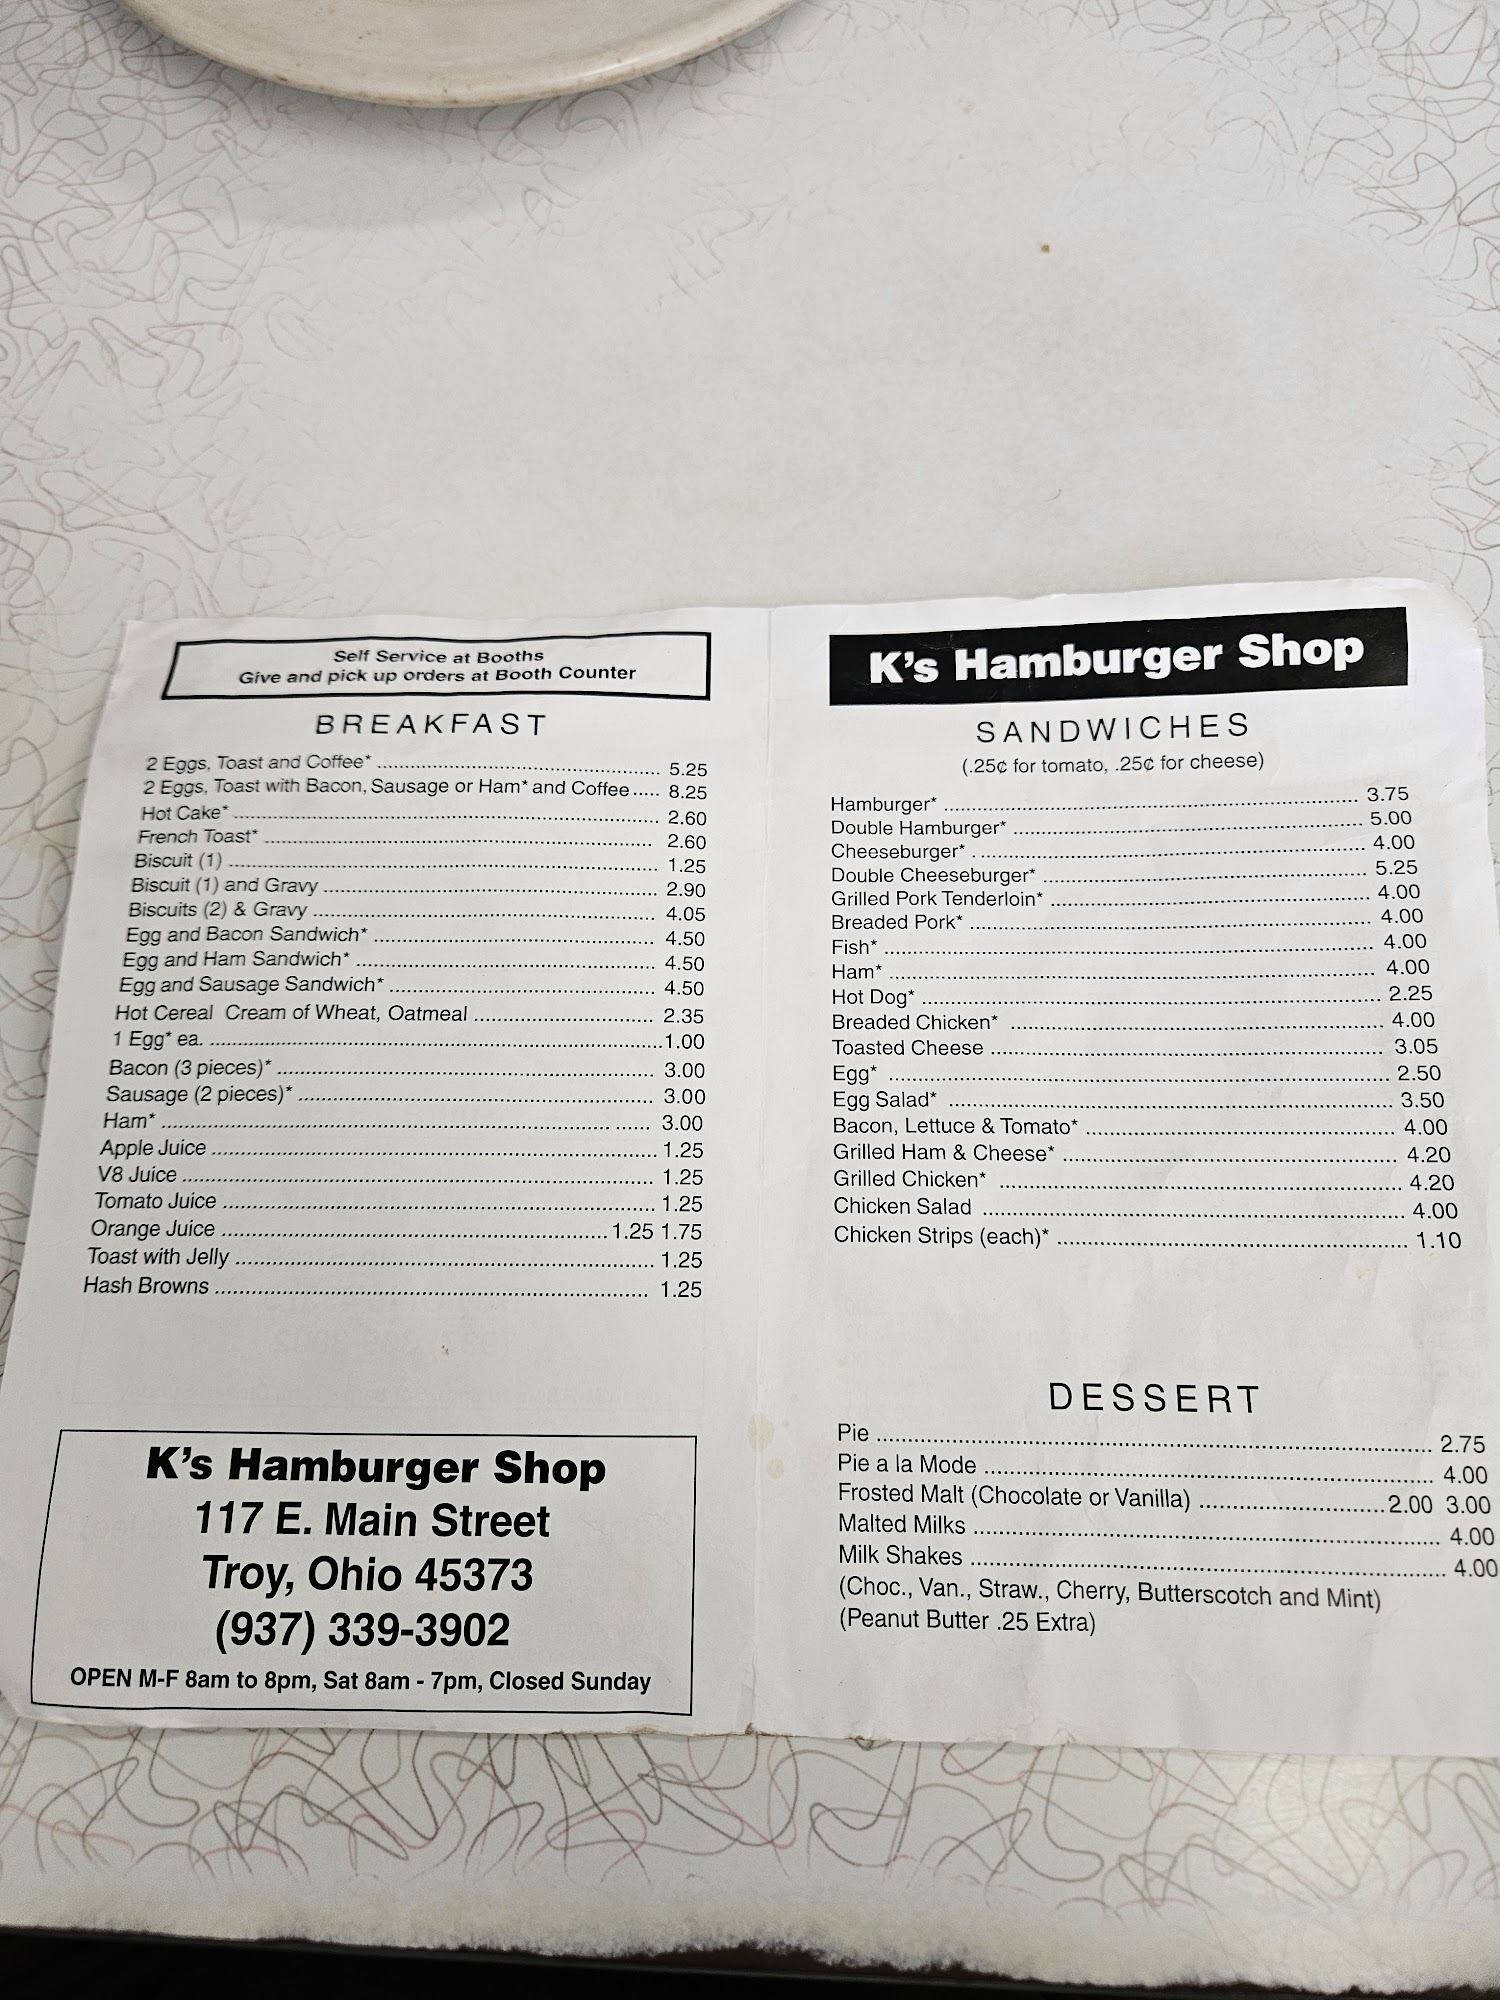 Self Service at Booths
Give and pick up orders at Booth Counter
BREAKFAST
2 Eggs, Toast and Coffee* 5.25
2 Eggs, Toast with Bacon, Sausage or Ham* and Coffee 8.25
Hot Cake* 2.60
French Toast* 2.60
Biscuit (1) 1.25
Biscuit (1) and Gravy 2.90
Biscuits (2) & Gravy 4.05
Egg and Bacon Sandwich* 4.50
Egg and Ham Sandwich* 4.50
Egg and Sausage Sandwich* 4.50
Hot Cereal Cream of Wheat, Oatmeal 2.35
1 Egg* ea. 1.00
Bacon (3 pieces)* 3.00
Sausage (2 pieces)* 3.00
Ham* 3.00
Apple Juice 1.25
V8 Juice 1.25
Tomato Juice 1.25
Orange Juice 1.25 1.75
Toast with Jelly 1.25
Hash Browns 1.25
K's Hamburger Shop
117 E. Main Street
Troy, Ohio 45373
(937) 339-3902
OPEN M-F 8am to 8pm, Sat 8am - 7pm, Closed Sunday
K's Hamburger Shop
SANDWICHES
(.25¢ for tomato, .25¢ for cheese)
Hamburger* 3.75
Double Hamburger* 5.00
Cheeseburger* 4.00
Double Cheeseburger* 5.25
Grilled Pork Tenderloin* 4.00
Breaded Pork* 4.00
Fish* 4.00
Ham* 4.00
Hot Dog* 2.25
Breaded Chicken* 4.00
Toasted Cheese 3.05
Egg* 2.50
Egg Salad* 3.50
Bacon, Lettuce & Tomato* 4.00
Grilled Ham & Cheese* 4.20
Grilled Chicken* 4.20
Chicken Salad 4.00
Chicken Strips (each)* 1.10
DESSERT
Pie 2.75
Pie a la Mode 4.00
Frosted Malt (Chocolate or Vanilla) 2.00 3.00
Malted Milks 4.00
Milk Shakes 4.00
(Choc., Van., Straw., Cherry, Butterscotch and Mint)
(Peanut Butter .25 Extra)